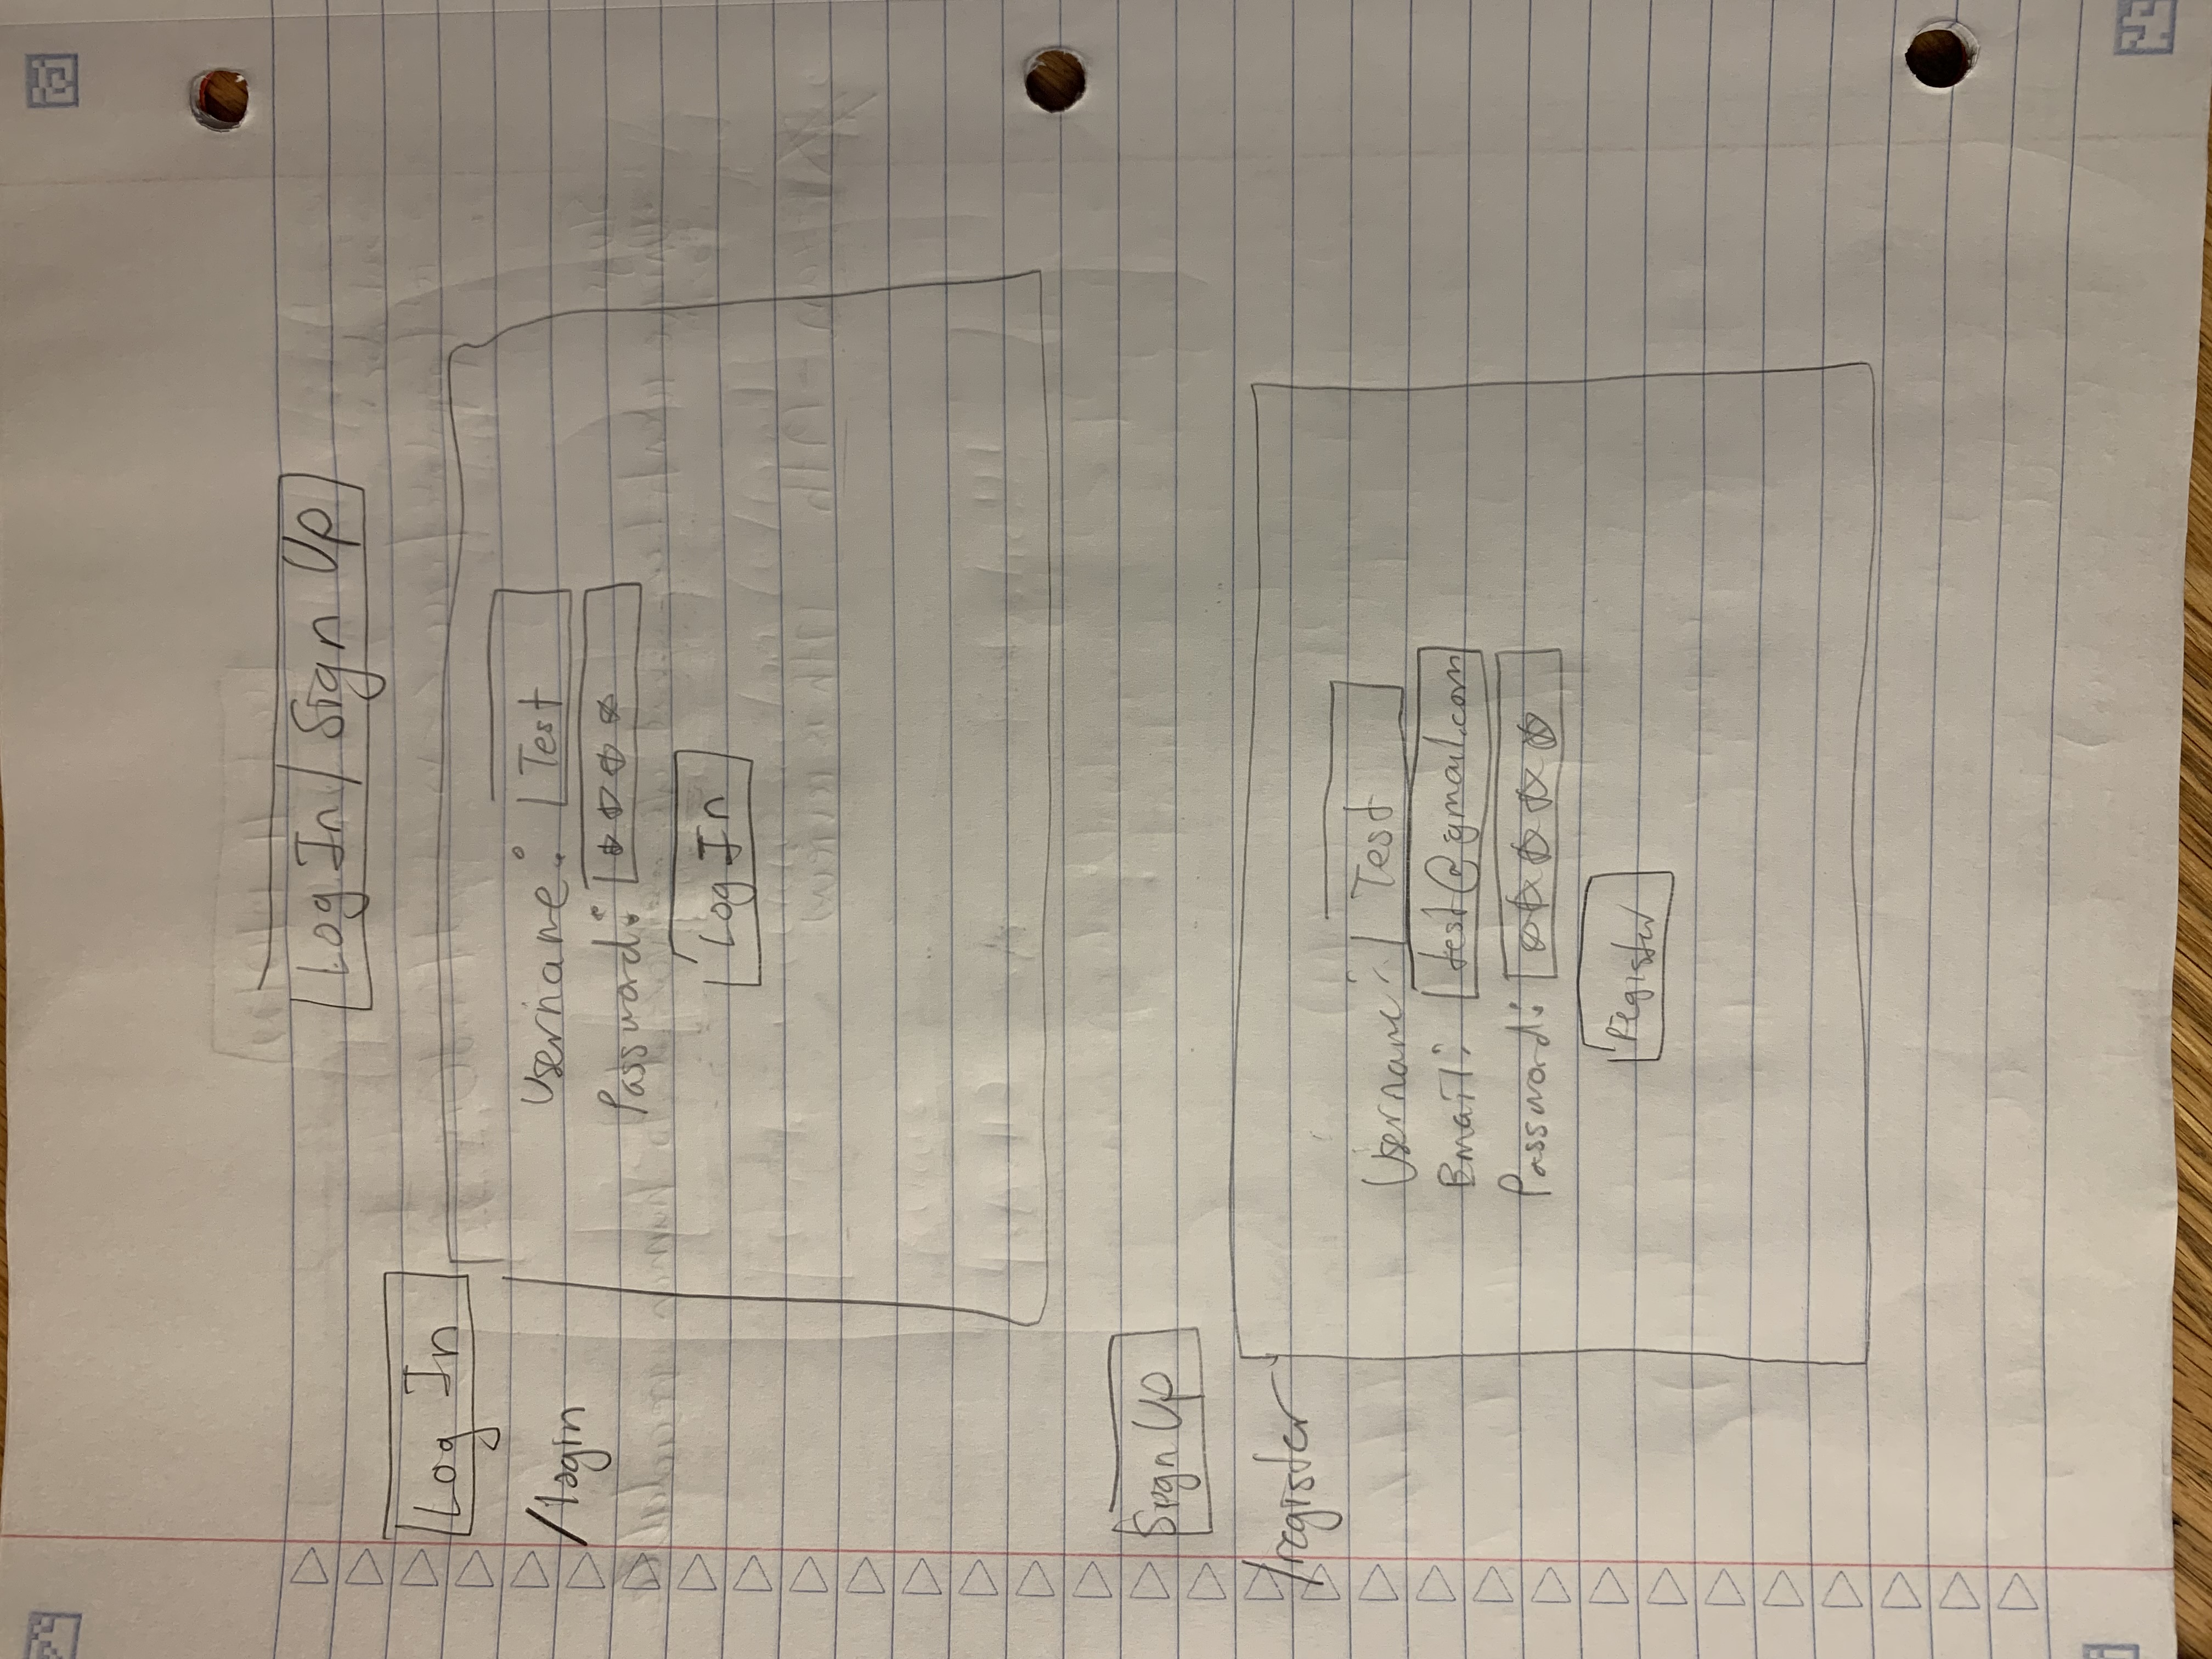 Log In / Sign Up
Log In
/login
Username: Test
Password: ****
Log In
Sign Up
/register
Username: Test
Email: test@gmail.com
Password: *****
register